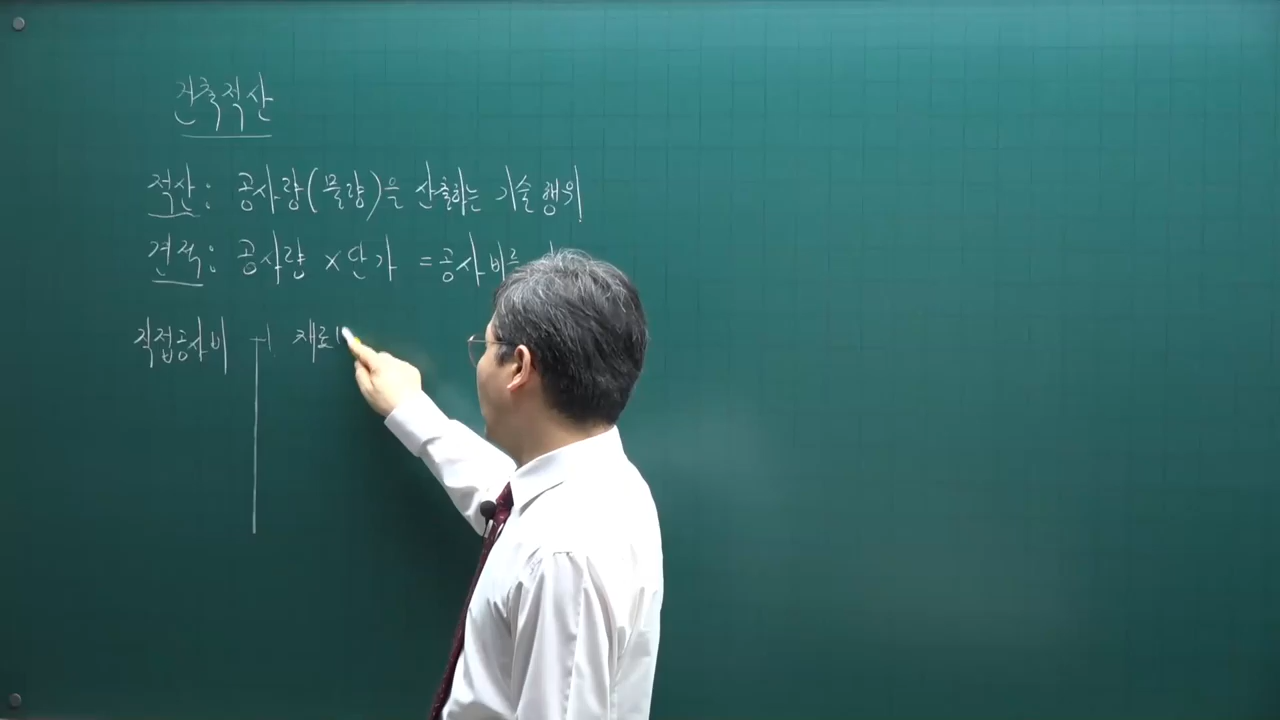 건축적산
적산: 공사량(물량)을 산출하는 기술행위
견적: 공사량 × 단가 = 공사비를
직접공사비 재료